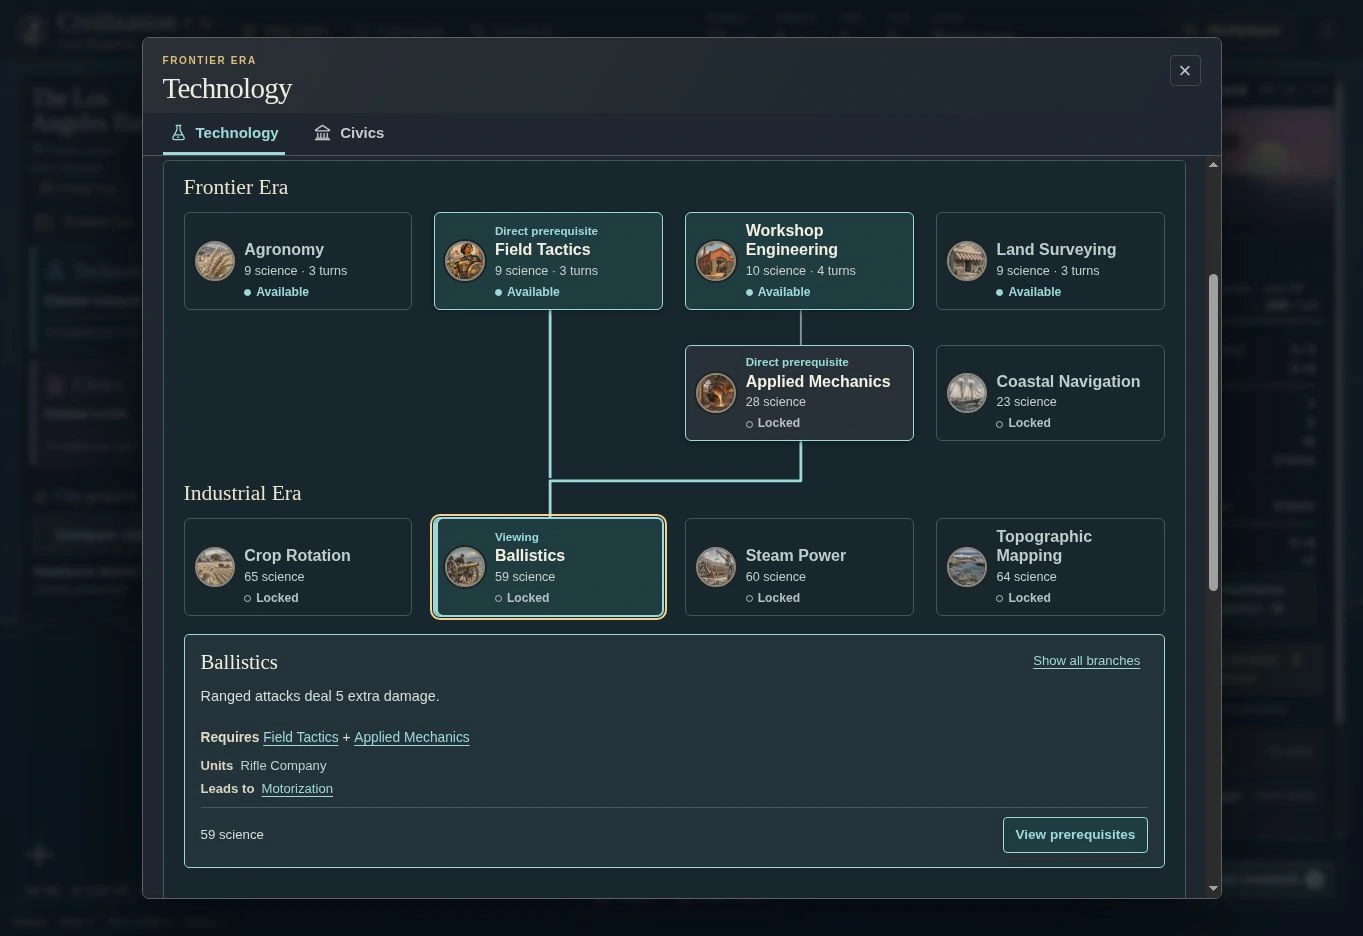 FRONTIER ERA
Technology
Technology
Civics
Frontier Era
Agronomy
9 science · 3 turns
Available
Direct prerequisite
Field Tactics
9 science · 3 turns
Available
Workshop
Engineering
10 science · 4 turns
Available
Land Surveying
9 science · 3 turns
Available
Direct prerequisite
Applied Mechanics
28 science
Locked
Coastal Navigation
23 science
Locked
Industrial Era
Crop Rotation
65 science
Locked
Viewing
Ballistics
59 science
Locked
Steam Power
60 science
Locked
Topographic
Mapping
64 science
Locked
Ballistics
Show all branches
Ranged attacks deal 5 extra damage.
Requires Field Tactics + Applied Mechanics
Units Rifle Company
Leads to Motorization
59 science
View prerequisites